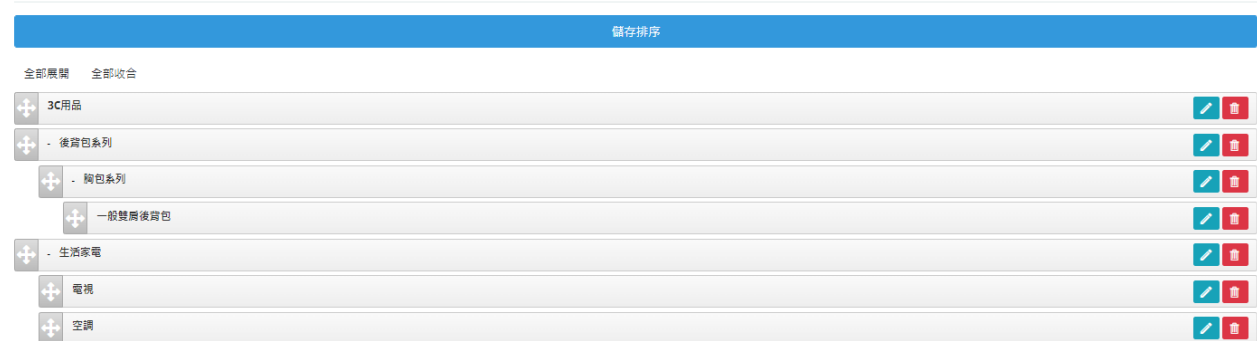 儲存排序
全部展開 全部收合
3C用品
- 後背包系列
- 胸包系列
一般雙肩後背包
- 生活家電
電視
空調